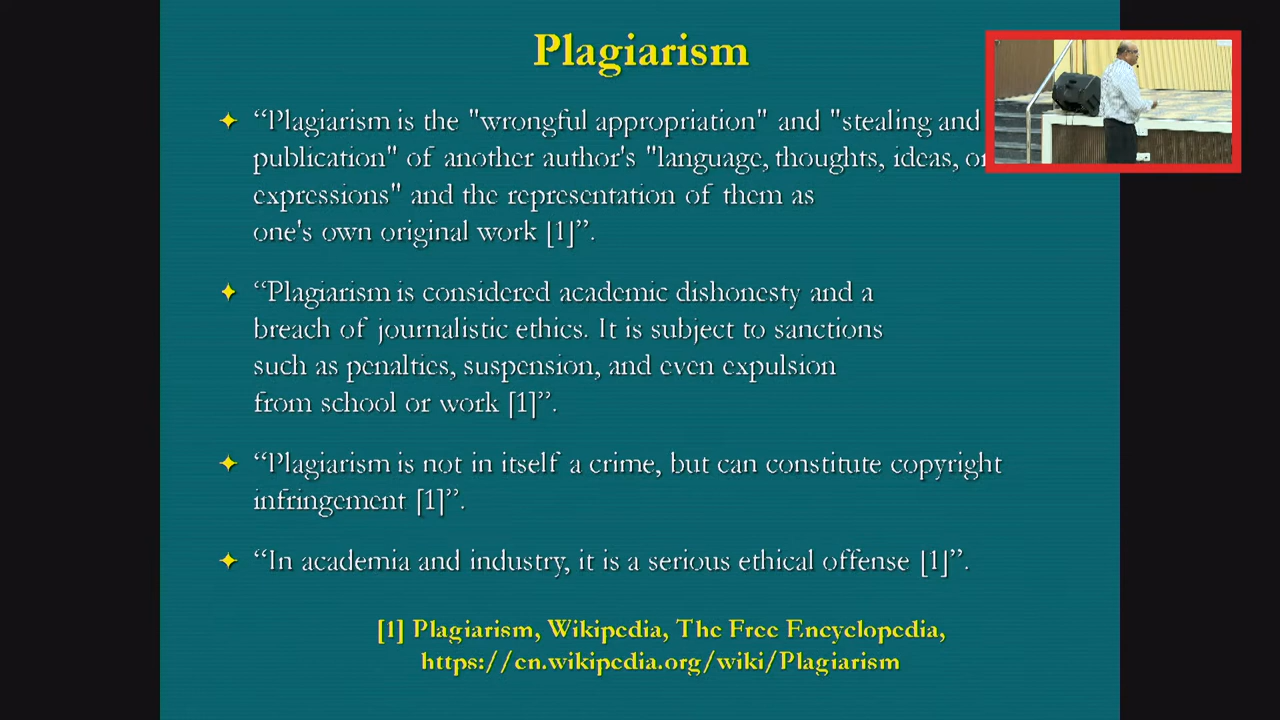 Plagiarism
“Plagiarism is the "wrongful appropriation" and "stealing and
publication" of another author's "language, thoughts, ideas, or
expressions" and the representation of them as
one's own original work [1]”.
“Plagiarism is considered academic dishonesty and a
breach of journalistic ethics. It is subject to sanctions
such as penalties, suspension, and even expulsion
from school or work [1]”.
“Plagiarism is not in itself a crime, but can constitute copyright
infringement [1]”.
“In academia and industry, it is a serious ethical offense [1]”.
[1] Plagiarism, Wikipedia, The Free Encyclopedia,
https://en.wikipedia.org/wiki/Plagiarism